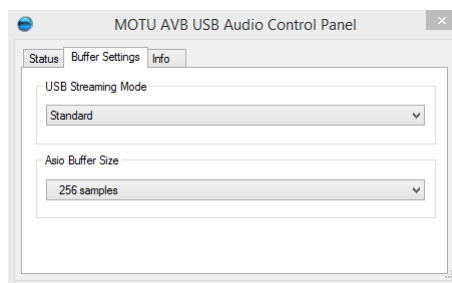 MOTU AVB USB Audio Control Panel
Status Buffer Settings Info
USB Streaming Mode
Standard
Asio Buffer Size
256 samples